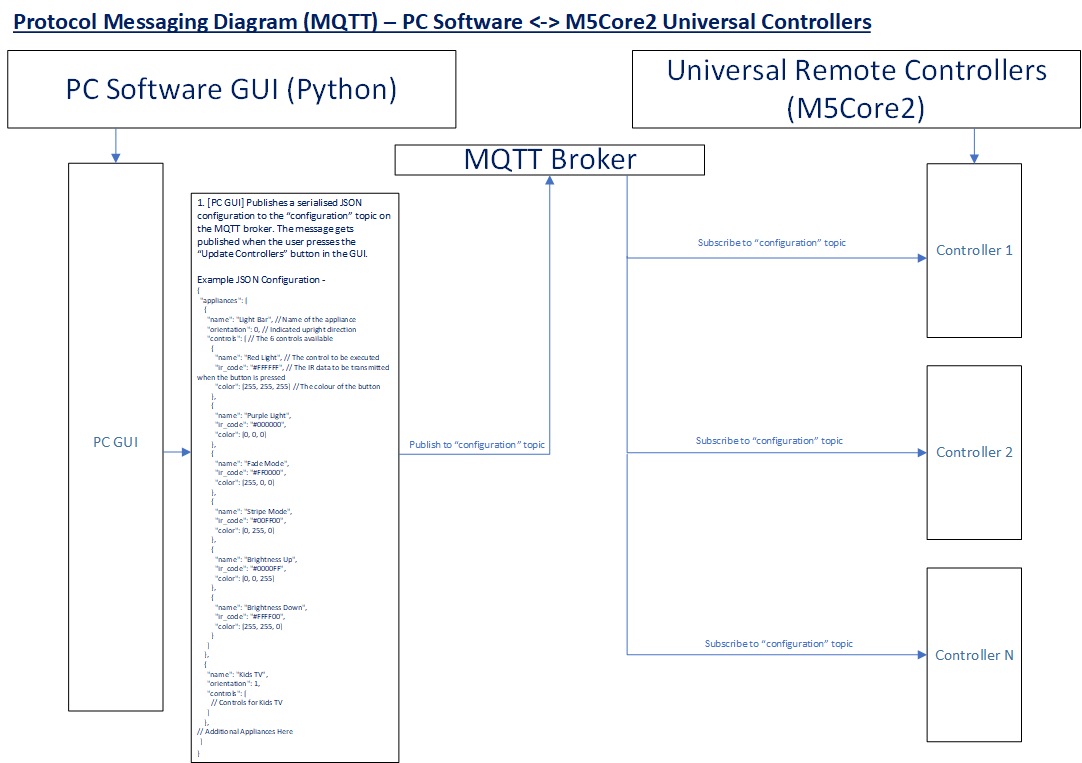 Protocol Messaging Diagram (MQTT) – PC Software <-> M5Core2 Universal Controllers
PC Software GUI (Python)
Universal Remote Controllers
(M5Core2)
MQTT Broker
PC GUI
1. [PC GUI] Publishes a serialised JSON
configuration to the “configuration” topic on
the MQTT broker. The message gets
published when the user presses the
“Update Controllers” button in the GUI.
Example JSON Configuration -
{
"appliances": [
{
"name": "Light Bar", // Name of the appliance
"orientation": 0, // Indicated upright direction
"controls": [ // The 6 controls available
{
"name": "Red Light", // The control to be executed
"ir_code": "#FFFFFF", // The IR data to be transmitted
when the button is pressed
"color": [255, 255, 255] // The colour of the button
},
{
"name": "Purple Light",
"ir_code": "#000000",
"color": [0, 0, 0]
},
{
"name": "Fade Mode",
"ir_code": "#FF0000",
"color": [255, 0, 0]
},
{
"name": "Stripe Mode",
"ir_code": "#00FF00",
"color": [0, 255, 0]
},
{
"name": "Brightness Up",
"ir_code": "#0000FF",
"color": [0, 0, 255]
},
{
"name": "Brightness Down",
"ir_code": "#FFFF00",
"color": [255, 255, 0]
}
]
},
{
"name": "Kids TV",
"orientation": 1,
"controls": [
// Controls for Kids TV
]
},
// Additional Appliances Here
]
}
Publish to “configuration” topic
Subscribe to “configuration” topic
Controller 1
Subscribe to “configuration” topic
Controller 2
Subscribe to “configuration” topic
Controller N